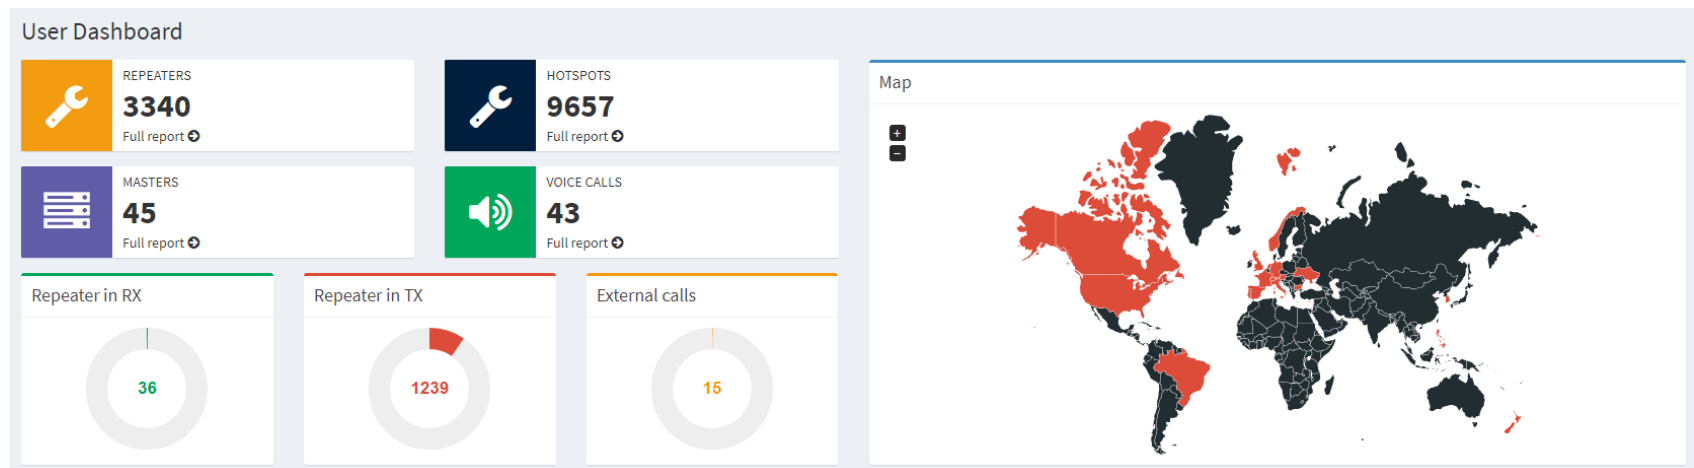 User Dashboard
REPEATERS
3340
Full report
HOTSPOTS
9657
Full report
MASTERS
45
Full report
VOICE CALLS
43
Full report
Repeater in RX
36
Repeater in TX
1239
External calls
15
Map
+
−